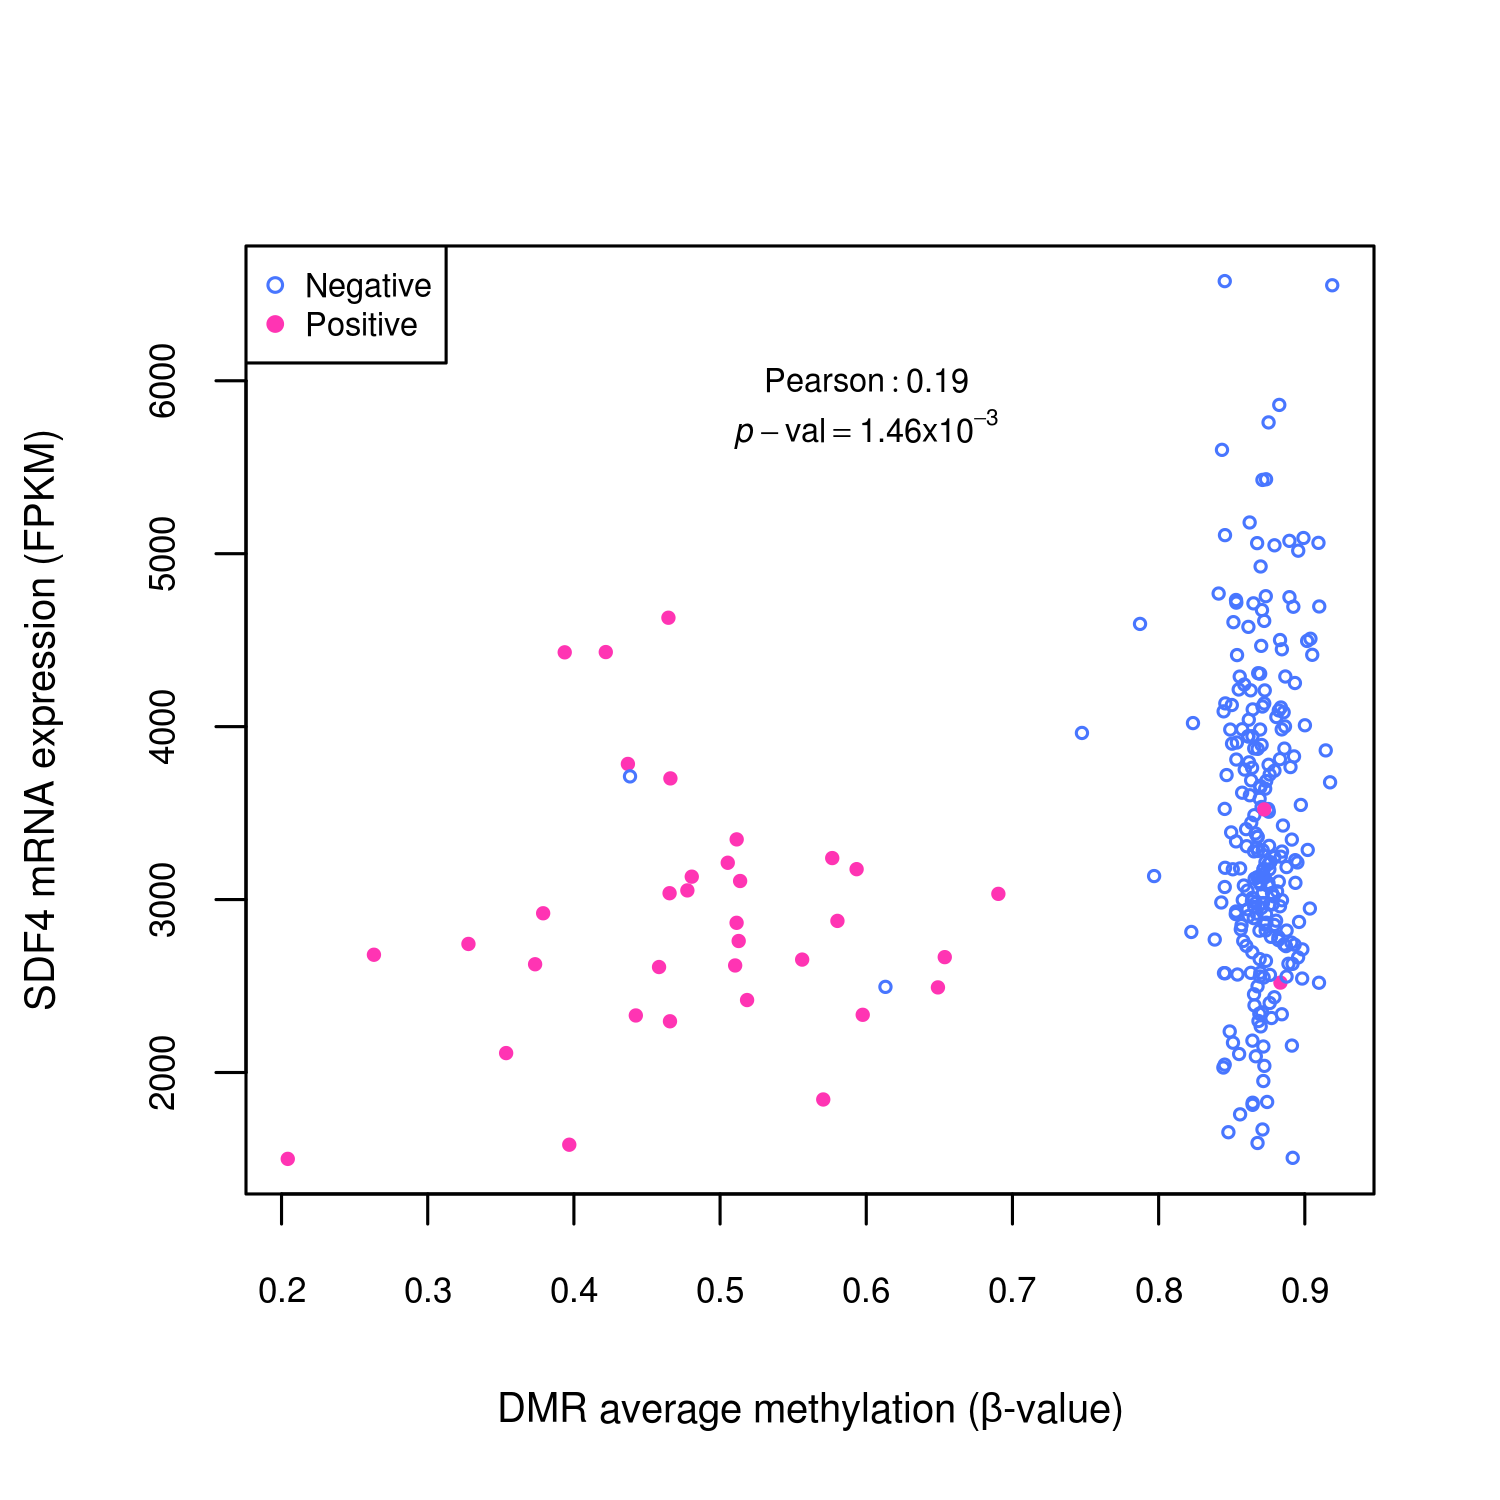 Negative
Positive
Pearson : 0.19
p − val = 1.46x10⁻³
SDF4 mRNA expression (FPKM)
6000
5000
4000
3000
2000
0.2 0.3 0.4 0.5 0.6 0.7 0.8 0.9
DMR average methylation (β-value)